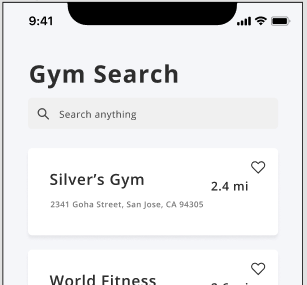 9:41
Gym Search
Search anything
Silver's Gym
2.4 mi
2341 Goha Street, San Jose, CA 94305
World Fitness